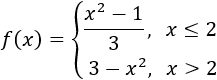 f(x) = { (x² − 1)/3, x ≤ 2
3 − x², x > 2